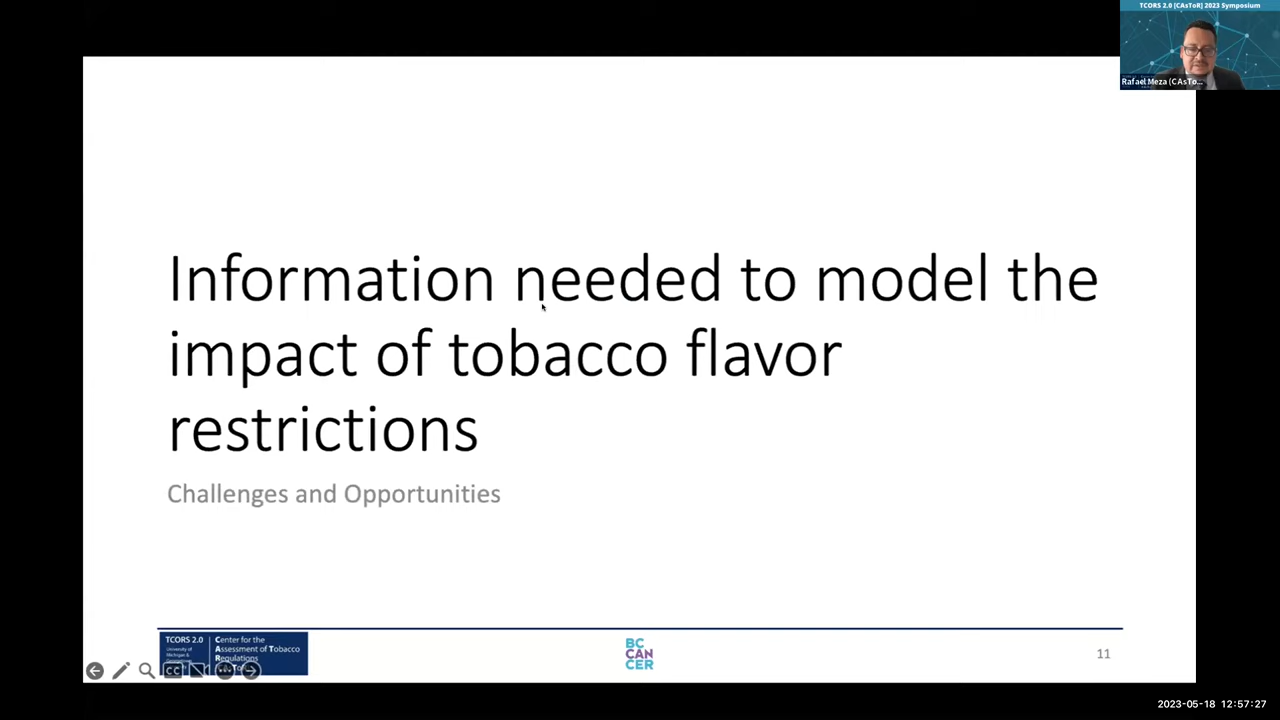 TCORS 2.0 [CAsToR] 2023 Symposium
Rafael Meza (CAsTo...
Information needed to model the
impact of tobacco flavor
restrictions
Challenges and Opportunities
TCORS 2.0
University of
Michigan &
Center for the
Assessment of Tobacco
Regulations
BC
CAN
CER
11
2023-05-18 12:57:27